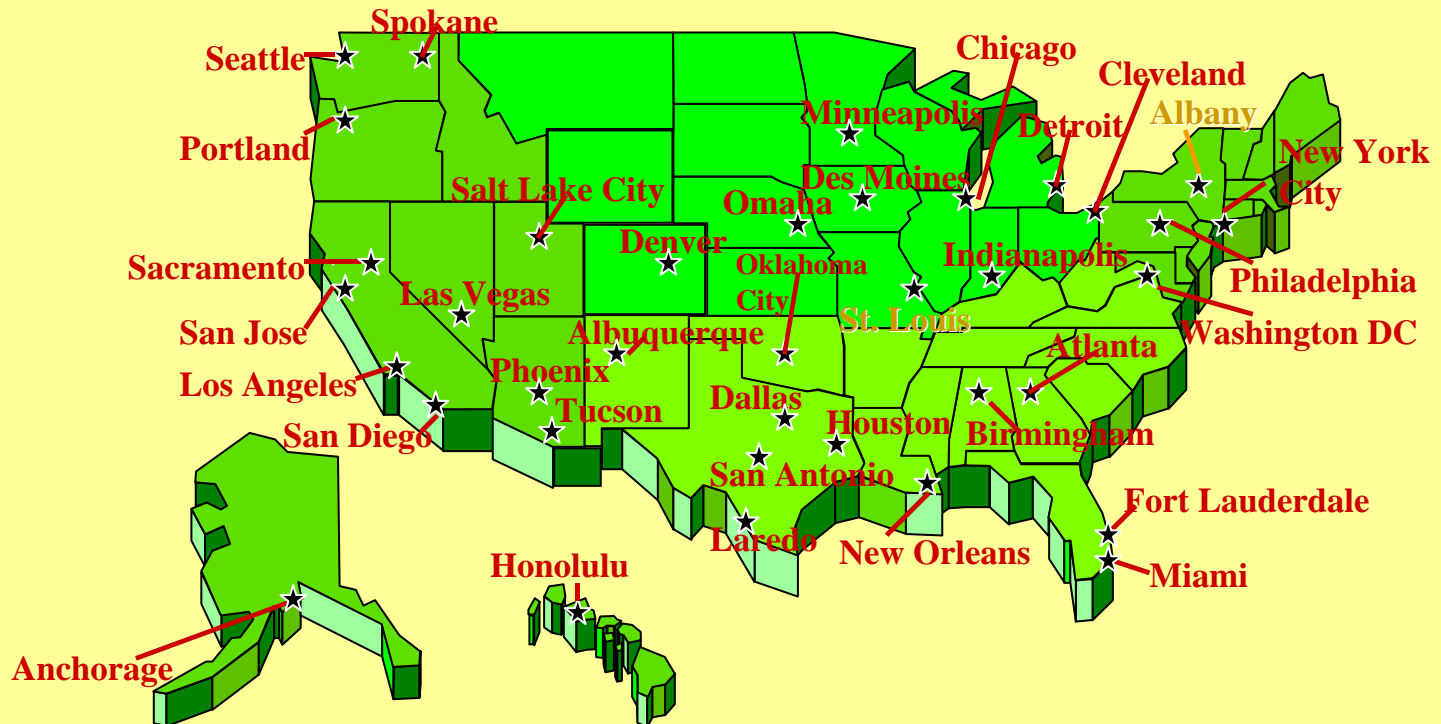 Spokane
Seattle
Chicago
Cleveland
Albany
Minneapolis
Detroit
Portland
New York
City
Salt Lake City
Des Moines
Omaha
Denver
Indianapolis
Sacramento
Oklahoma
City
Philadelphia
Las Vegas
St. Louis
San Jose
Albuquerque
Washington DC
Atlanta
Los Angeles
Phoenix
Dallas
Tucson
Houston
San Diego
Birmingham
San Antonio
Fort Lauderdale
Laredo
New Orleans
Honolulu
Miami
Anchorage